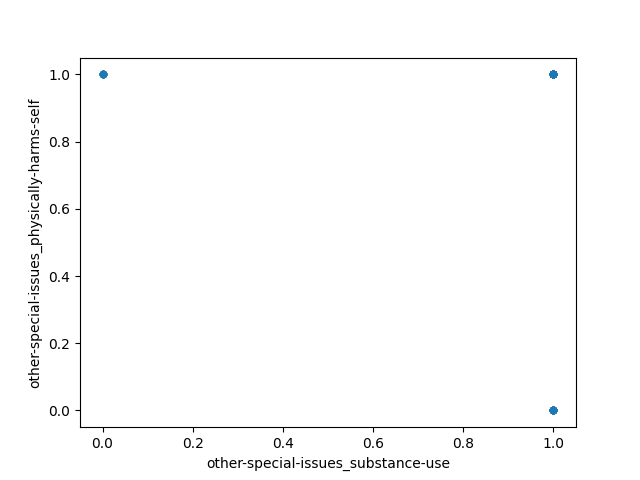 1.0
0.8
0.6
0.4
0.2
0.0
other-special-issues_physically-harms-self
0.0 0.2 0.4 0.6 0.8 1.0
other-special-issues_substance-use